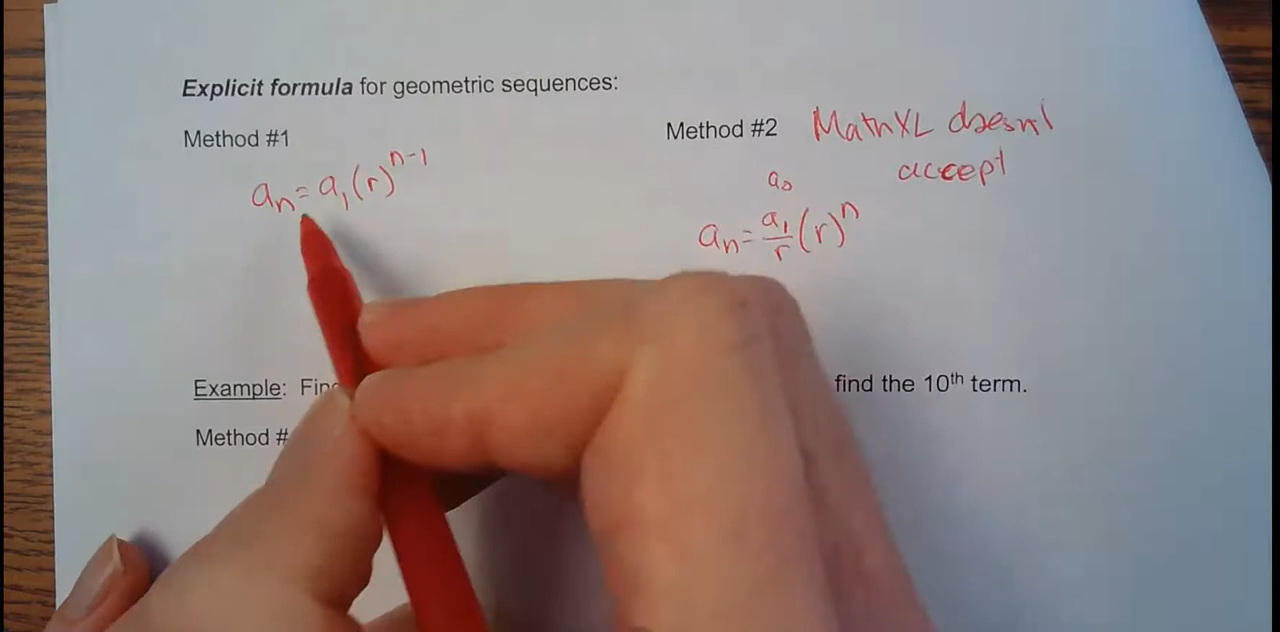 Explicit formula for geometric sequences:
Method #1
aₙ = a₁(r)ⁿ⁻¹
Method #2 MathXL doesn't
accept
a₀
aₙ = a₁/r (r)ⁿ
Example: find the 10ᵗʰ term.
Method #